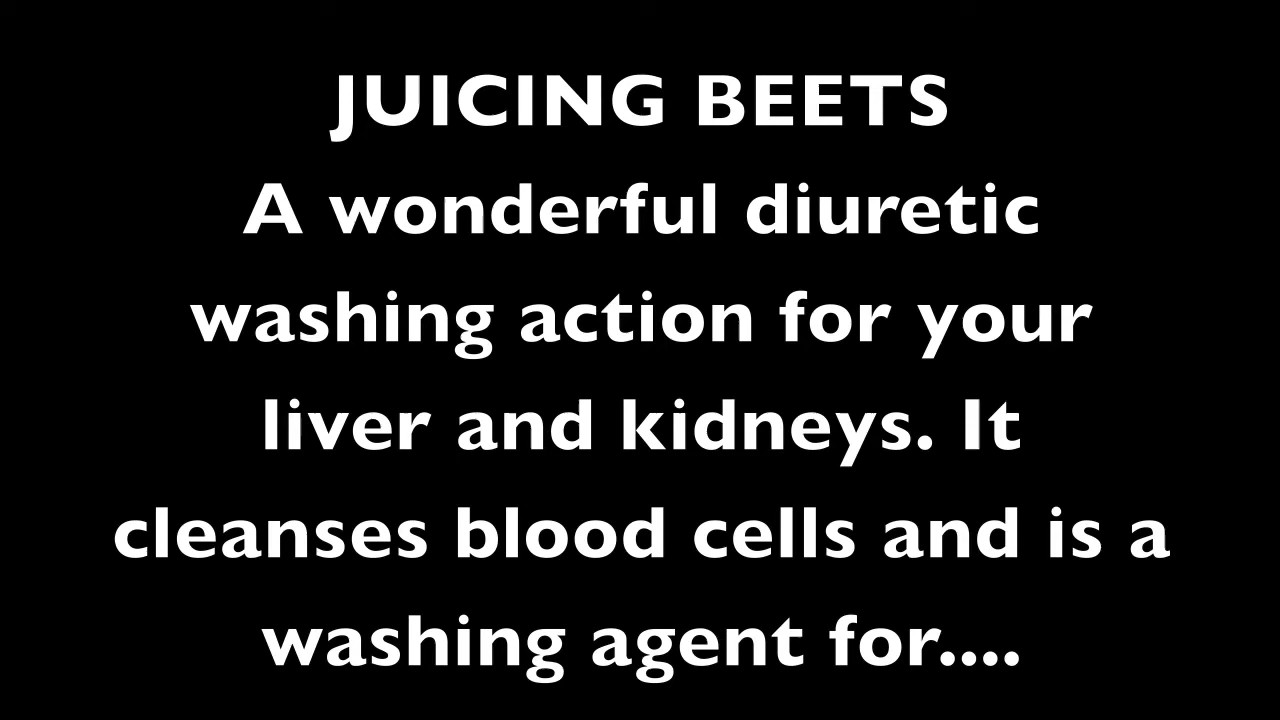 JUICING BEETS
A wonderful diuretic
washing action for your
liver and kidneys. It
cleanses blood cells and is a
washing agent for....